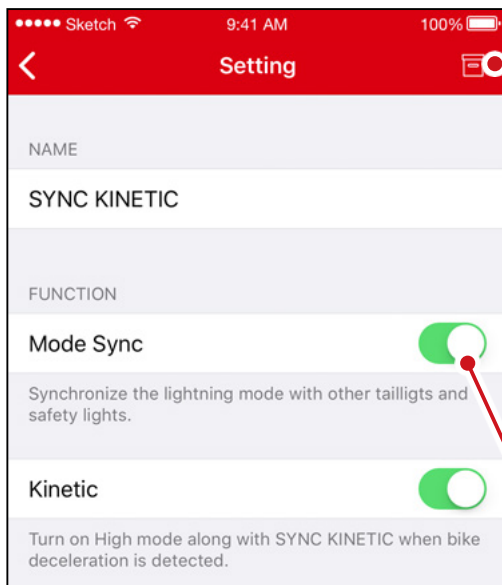 Sketch 9:41 AM 100%
Setting
NAME
SYNC KINETIC
FUNCTION
Mode Sync
Synchronize the lightning mode with other tailligts and
safety lights.
Kinetic
Turn on High mode along with SYNC KINETIC when bike
deceleration is detected.